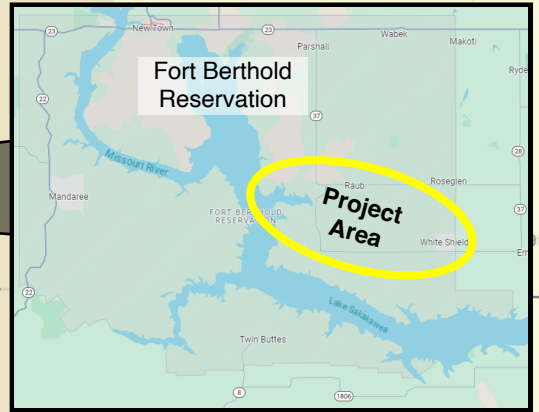 23
New Town
23
Wabek
Makoti
Parshall
Ryde
Fort Berthold
Reservation
22
37
28
Missouri River
Raub
Roseglen
Mandaree
Project
Area
37
FORT BERTHOLD
RESERVATION
White Shield
Em
22
Lake Sakakawea
Twin Buttes
8
1806